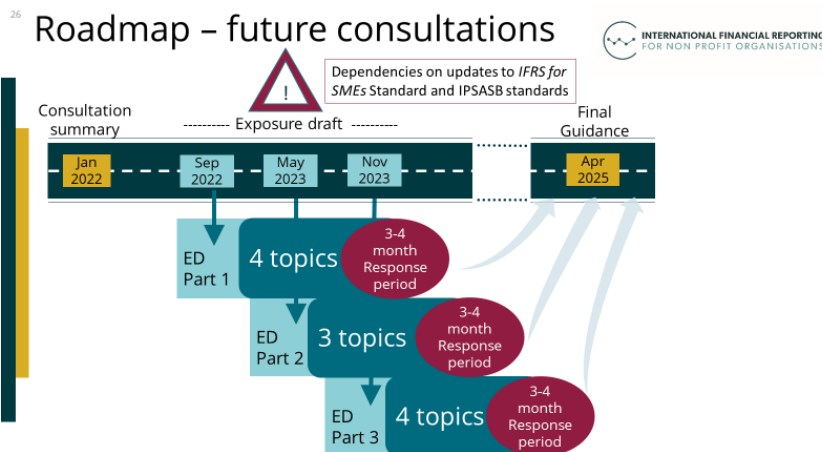 26
Roadmap – future consultations
INTERNATIONAL FINANCIAL REPORTING
FOR NON PROFIT ORGANISATIONS
!
Dependencies on updates to IFRS for
SMEs Standard and IPSASB standards
Consultation
summary
---------- Exposure draft ----------
Final
Guidance
Jan
2022
Sep
2022
May
2023
Nov
2023
Apr
2025
ED
Part 1
4 topics
3-4
month
Response
period
ED
Part 2
3 topics
3-4
month
Response
period
ED
Part 3
4 topics
3-4
month
Response
period